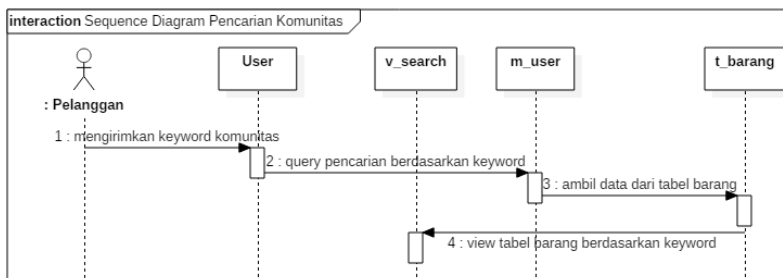 interaction Sequence Diagram Pencarian Komunitas
User
v_search
m_user
t_barang
: Pelanggan
1 : mengirimkan keyword komunitas
2 : query pencarian berdasarkan keyword
3 : ambil data dari tabel barang
4 : view tabel barang berdasarkan keyword